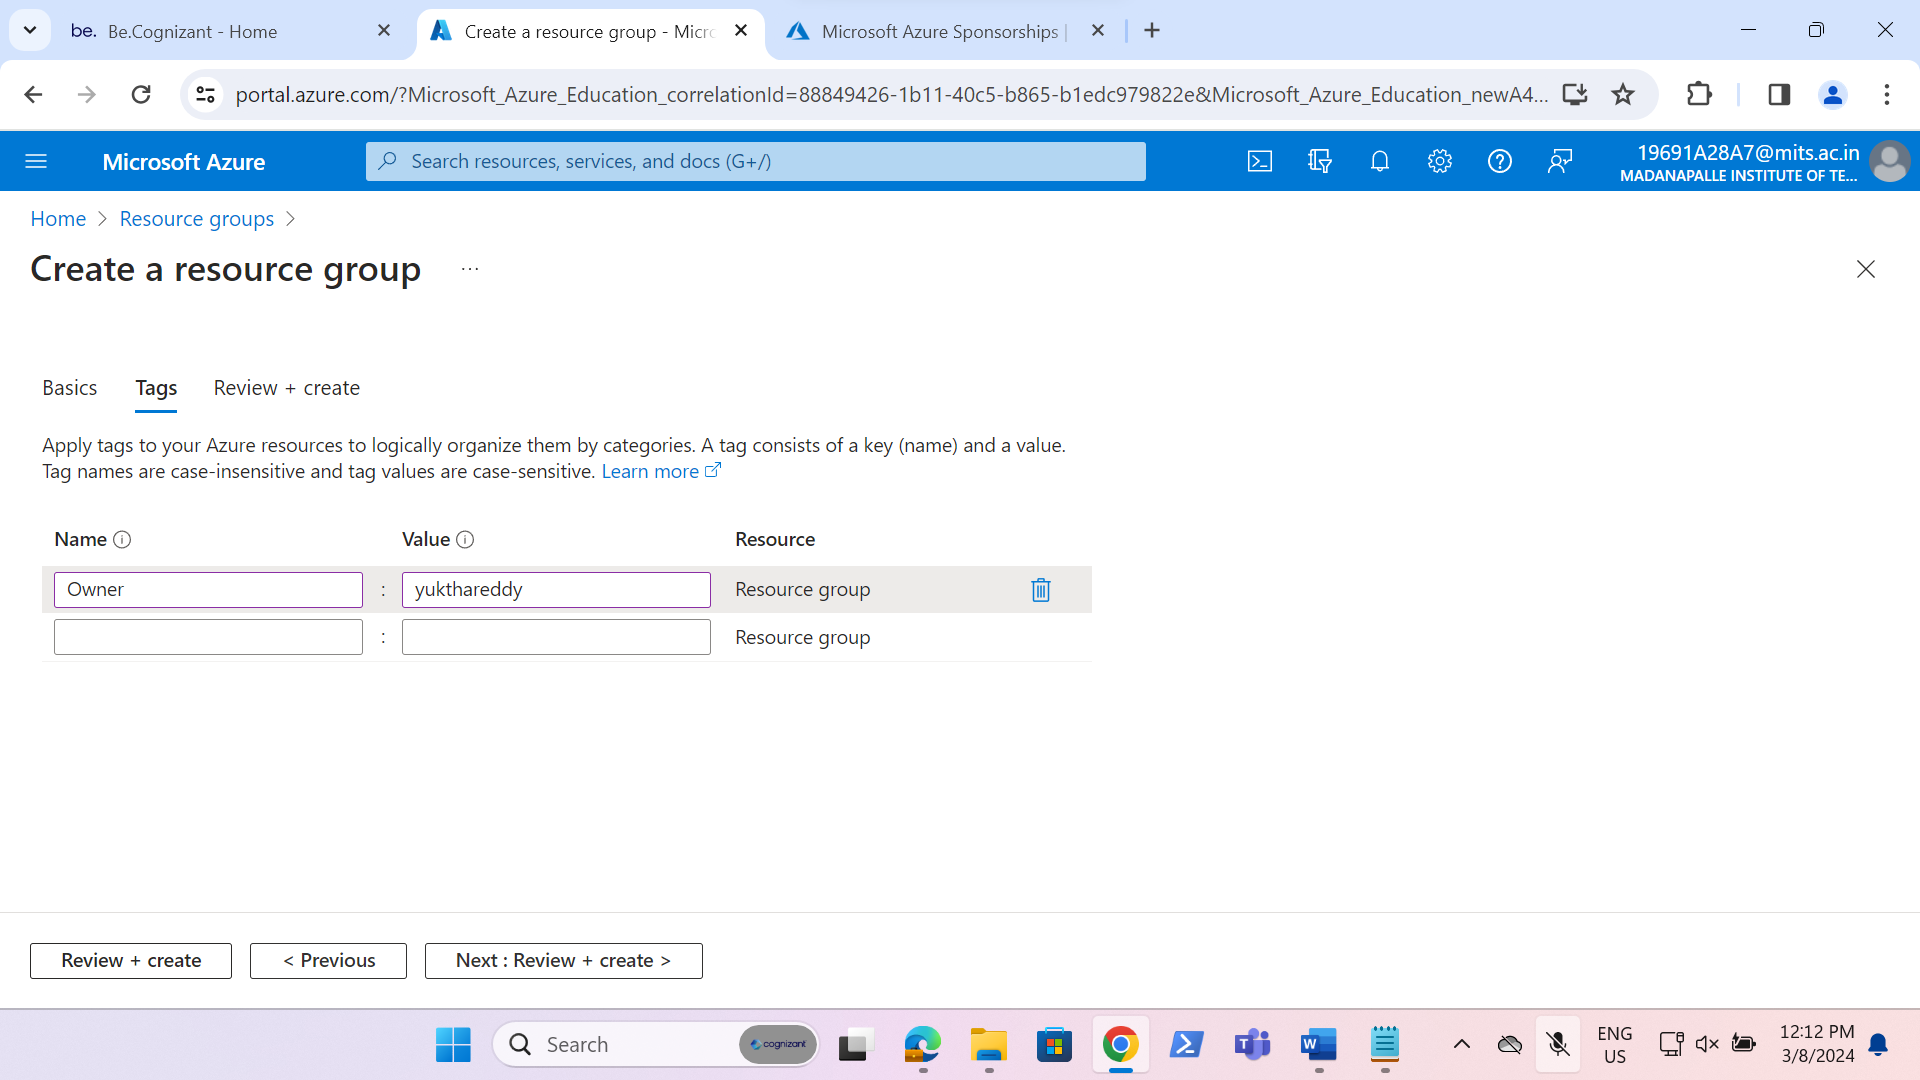 be. Be.Cognizant - Home
Create a resource group - Micro
Microsoft Azure Sponsorships |
portal.azure.com/?Microsoft_Azure_Education_correlationId=88849426-1b11-40c5-b865-b1edc979822e&Microsoft_Azure_Education_newA4...
Microsoft Azure
Search resources, services, and docs (G+/)
19691A28A7@mits.ac.in
MADANAPALLE INSTITUTE OF TE...
Home > Resource groups >
Create a resource group ...
Basics Tags Review + create
Apply tags to your Azure resources to logically organize them by categories. A tag consists of a key (name) and a value.
Tag names are case-insensitive and tag values are case-sensitive. Learn more
Name Value Resource
Owner : yukthareddy Resource group
: Resource group
Review + create < Previous Next : Review + create >
Search cognizant
ENG
US
12:12 PM
3/8/2024